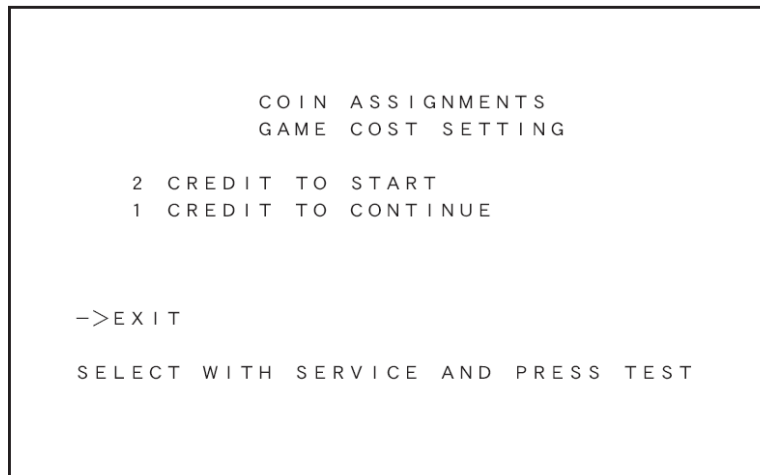 COIN ASSIGNMENTS
GAME COST SETTING
2 CREDIT TO START
1 CREDIT TO CONTINUE
->EXIT
SELECT WITH SERVICE AND PRESS TEST